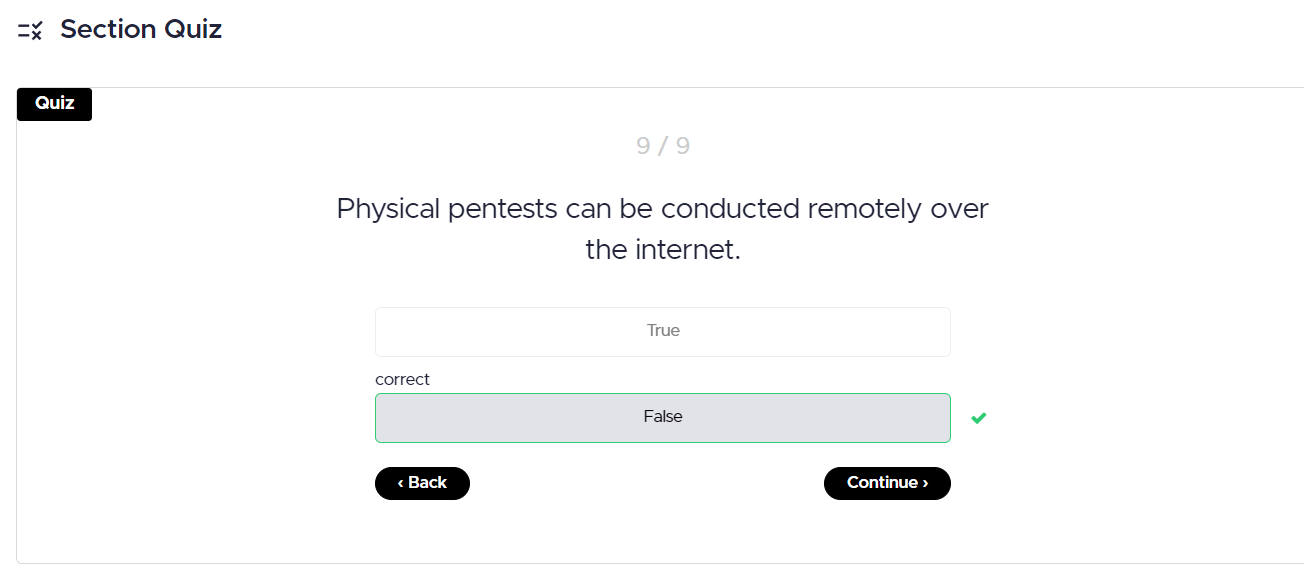 Section Quiz
Quiz
9 / 9
Physical pentests can be conducted remotely over
the internet.
True
correct
False
‹ Back
Continue ›